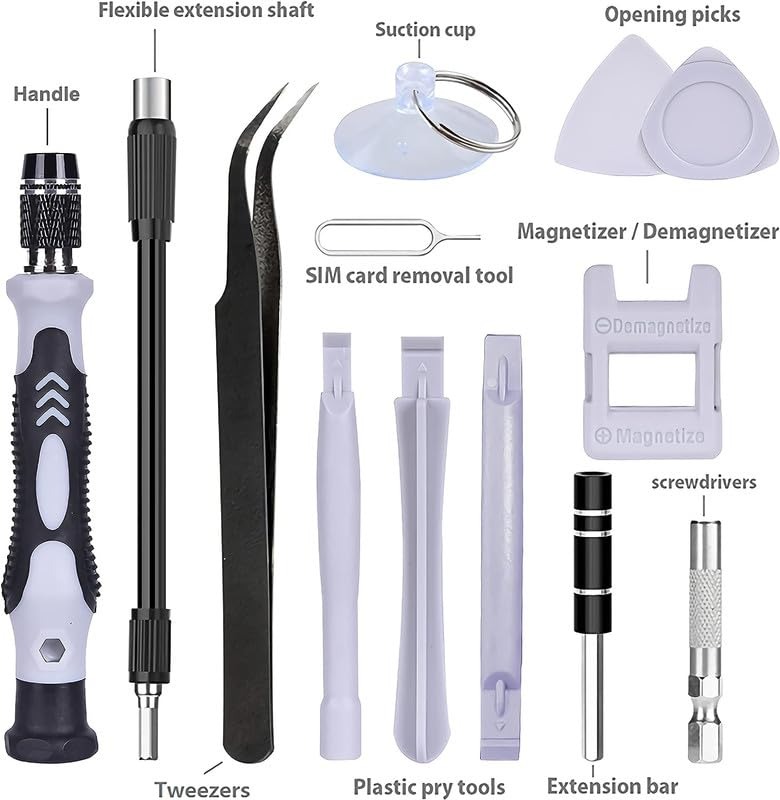 Flexible extension shaft
Suction cup
Opening picks
Handle
Magnetizer / Demagnetizer
SIM card removal tool
⊖Demagnetize
⊕ Magnetize
screwdrivers
Tweezers
Plastic pry tools
Extension bar